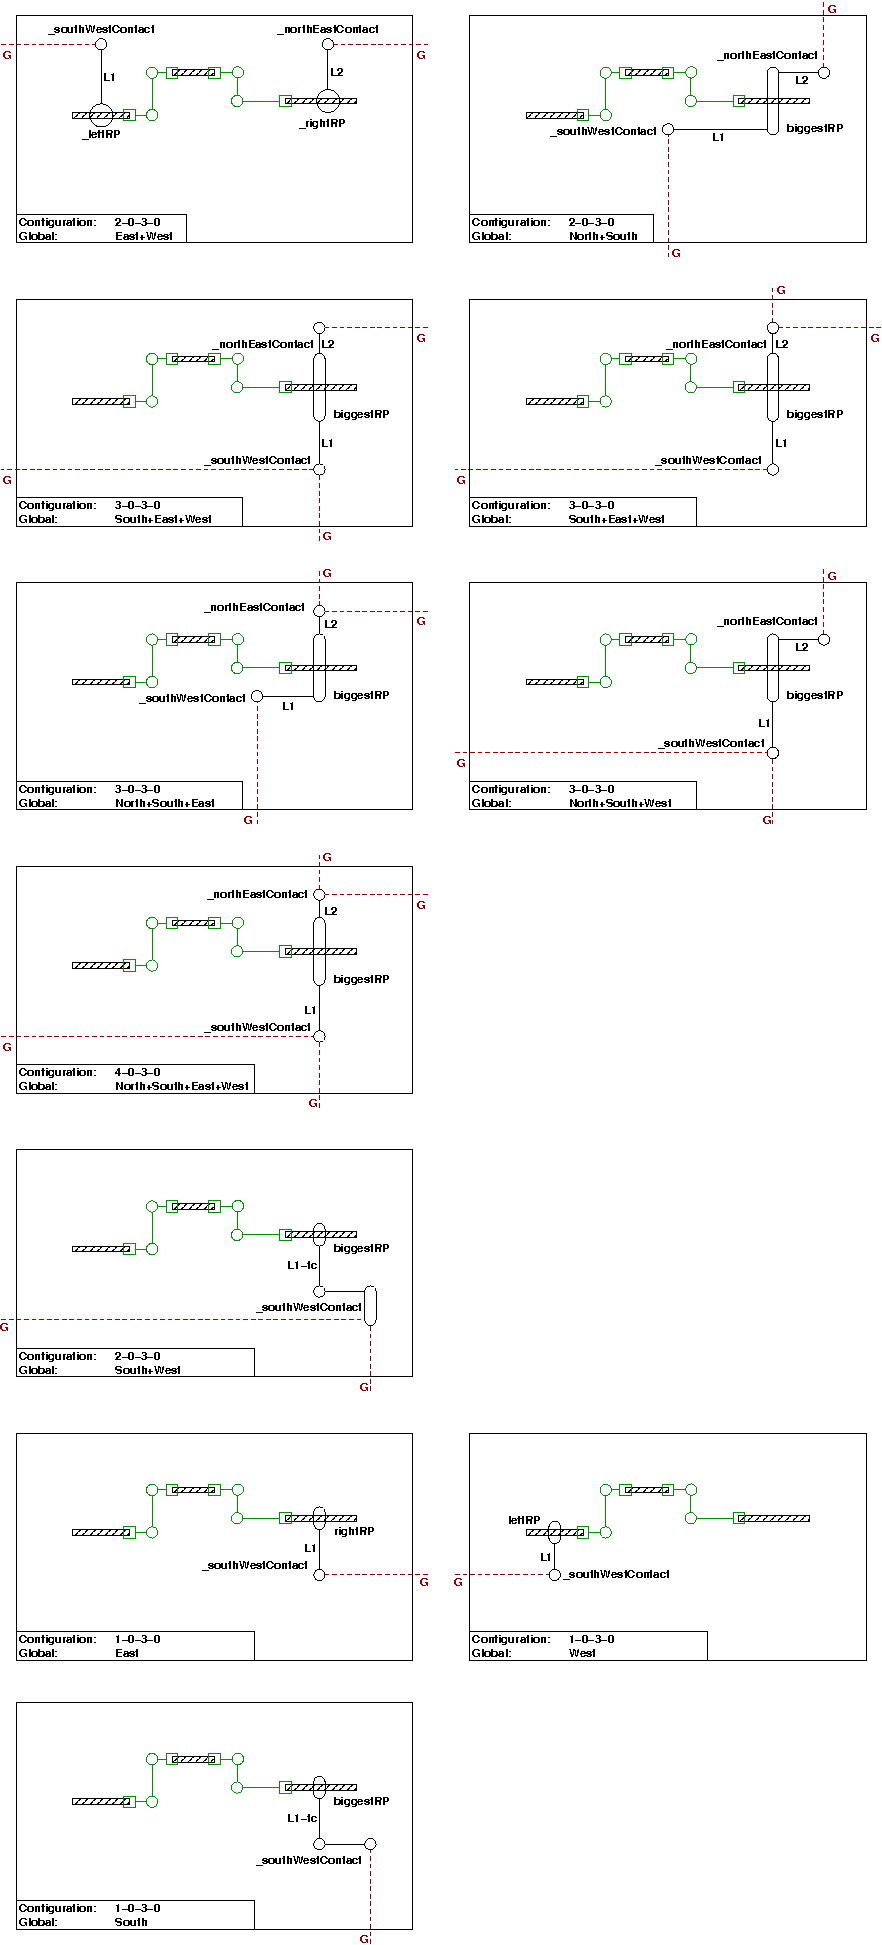 G
_southWestContact
_northEastContact
G
G
_northEastContact
L1
L2
L2
_leftRP
_rightRP
_southWestContact
biggestRP
L1
Configuration: 2-0-3-0
Global: East+West
Configuration: 2-0-3-0
Global: North+South
G
G
_northEastContact
L2
G
_northEastContact
L2
G
biggestRP
biggestRP
L1
L1
_southWestContact
_southWestContact
G
G
Configuration: 3-0-3-0
Global: South+East+West
Configuration: 3-0-3-0
Global: South+East+West
G
G
G
_northEastContact
G
_northEastContact
L2
L2
_southWestContact
biggestRP
biggestRP
L1
L1
_southWestContact
G
Configuration: 3-0-3-0
Global: North+South+East
Configuration: 3-0-3-0
Global: North+South+West
G
G
G
_northEastContact
G
L2
biggestRP
L1
_southWestContact
G
Configuration: 4-0-3-0
Global: North+South+East+West
G
biggestRP
L1-tc
_southWestContact
G
Configuration: 2-0-3-0
Global: South+West
G
rightRP
L1
_southWestContact
G
leftRP
L1
_southWestContact
G
Configuration: 1-0-3-0
Global: East
Configuration: 1-0-3-0
Global: West
biggestRP
L1-tc
_southWestContact
Configuration: 1-0-3-0
Global: South
G